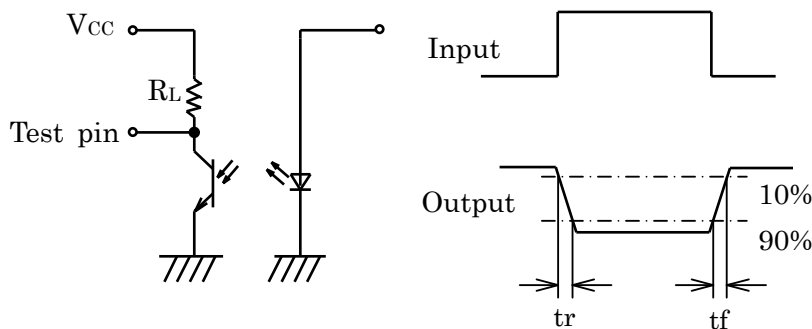 VCC
RL
Test pin
Input
Output
10%
90%
tr
tf